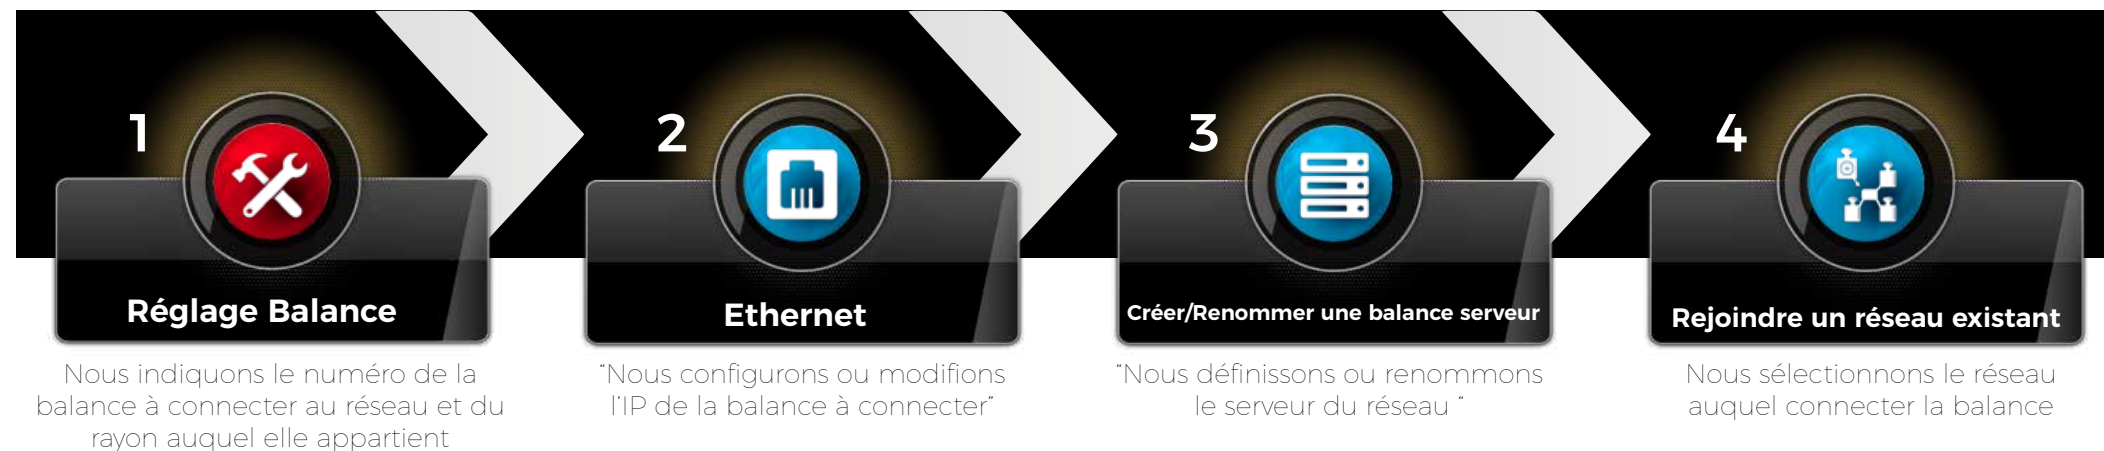 1
Réglage Balance
Nous indiquons le numéro de la
balance à connecter au réseau et du
rayon auquel elle appartient
2
Ethernet
“Nous configurons ou modifions
l’IP de la balance à connecter”
3
Créer/Renommer une balance serveur
“Nous définissons ou renommons
le serveur du réseau “
4
Rejoindre un réseau existant
Nous sélectionnons le réseau
auquel connecter la balance